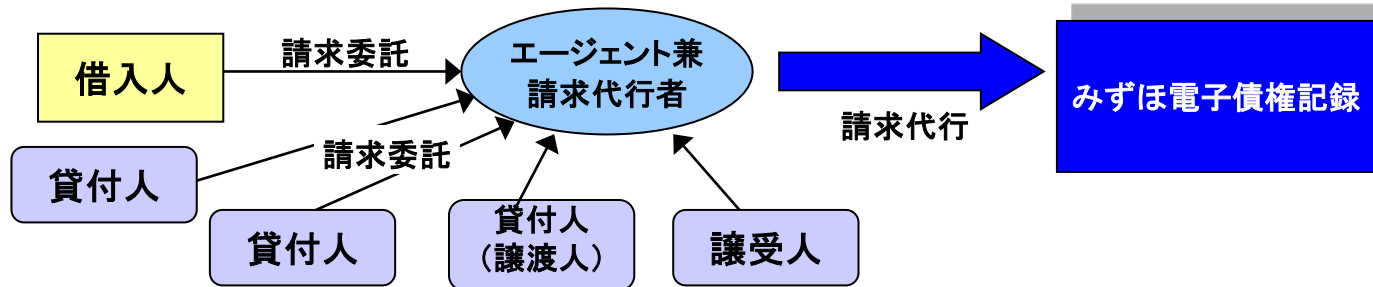 借入人
請求委託
エージェント兼
請求代行者
請求代行
みずほ電子債権記録
貸付人
請求委託
貸付人
貸付人
（譲渡人）
譲受人